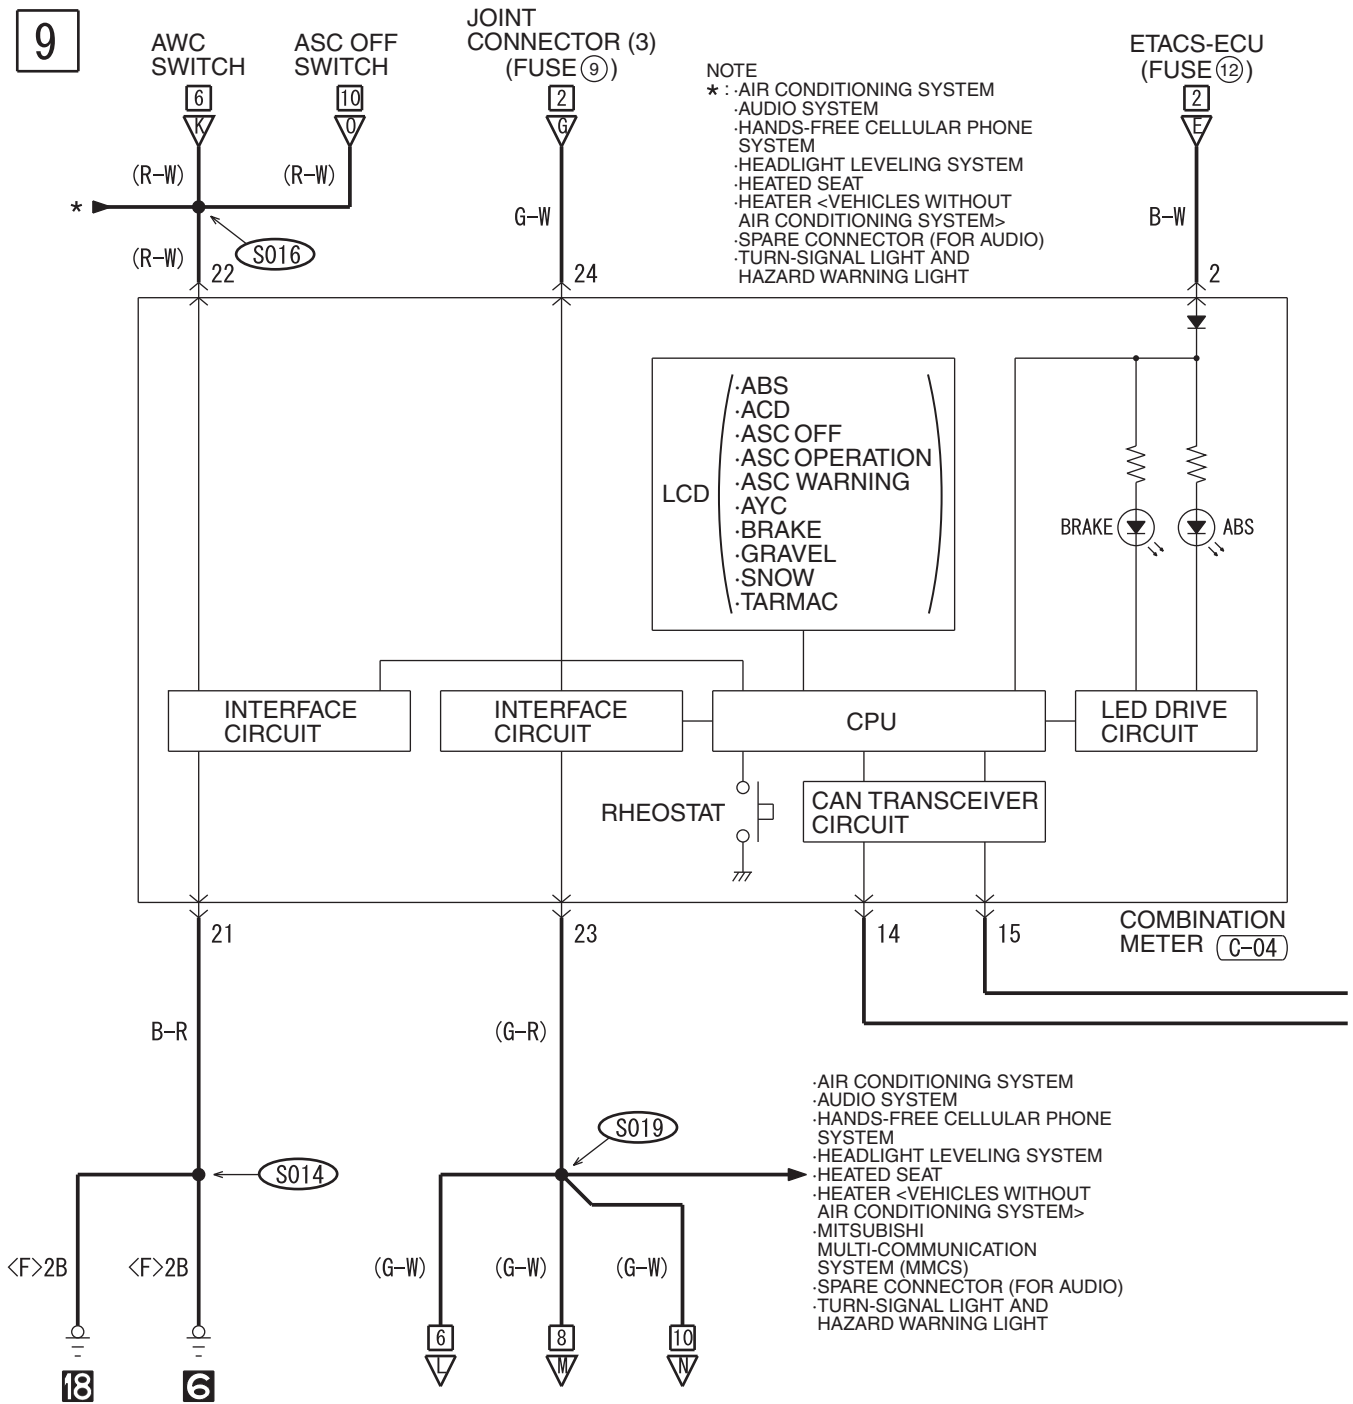 9
AWC
SWITCH
ASC OFF
SWITCH
JOINT
CONNECTOR (3)
(FUSE 9)
ETACS-ECU
(FUSE 12)
6
10
2
2
K
O
G
E
NOTE
* : ·AIR CONDITIONING SYSTEM
·AUDIO SYSTEM
·HANDS-FREE CELLULAR PHONE
SYSTEM
·HEADLIGHT LEVELING SYSTEM
·HEATED SEAT
·HEATER <VEHICLES WITHOUT
AIR CONDITIONING SYSTEM>
·SPARE CONNECTOR (FOR AUDIO)
·TURN-SIGNAL LIGHT AND
HAZARD WARNING LIGHT
(R-W)
(R-W)
*
G-W
B-W
(R-W)
S016
22
24
2
LCD
·ABS
·ACD
·ASC OFF
·ASC OPERATION
·ASC WARNING
·AYC
·BRAKE
·GRAVEL
·SNOW
·TARMAC
BRAKE
ABS
INTERFACE
CIRCUIT
INTERFACE
CIRCUIT
CPU
LED DRIVE
CIRCUIT
RHEOSTAT
CAN TRANSCEIVER
CIRCUIT
21
23
14
15
COMBINATION
METER C-04
B-R
(G-R)
S014
S019
·AIR CONDITIONING SYSTEM
·AUDIO SYSTEM
·HANDS-FREE CELLULAR PHONE
SYSTEM
·HEADLIGHT LEVELING SYSTEM
·HEATED SEAT
·HEATER <VEHICLES WITHOUT
AIR CONDITIONING SYSTEM>
·MITSUBISHI
MULTI-COMMUNICATION
SYSTEM (MMCS)
·SPARE CONNECTOR (FOR AUDIO)
·TURN-SIGNAL LIGHT AND
HAZARD WARNING LIGHT
<F>2B
<F>2B
(G-W)
(G-W)
(G-W)
6
8
10
L
M
N
18
6